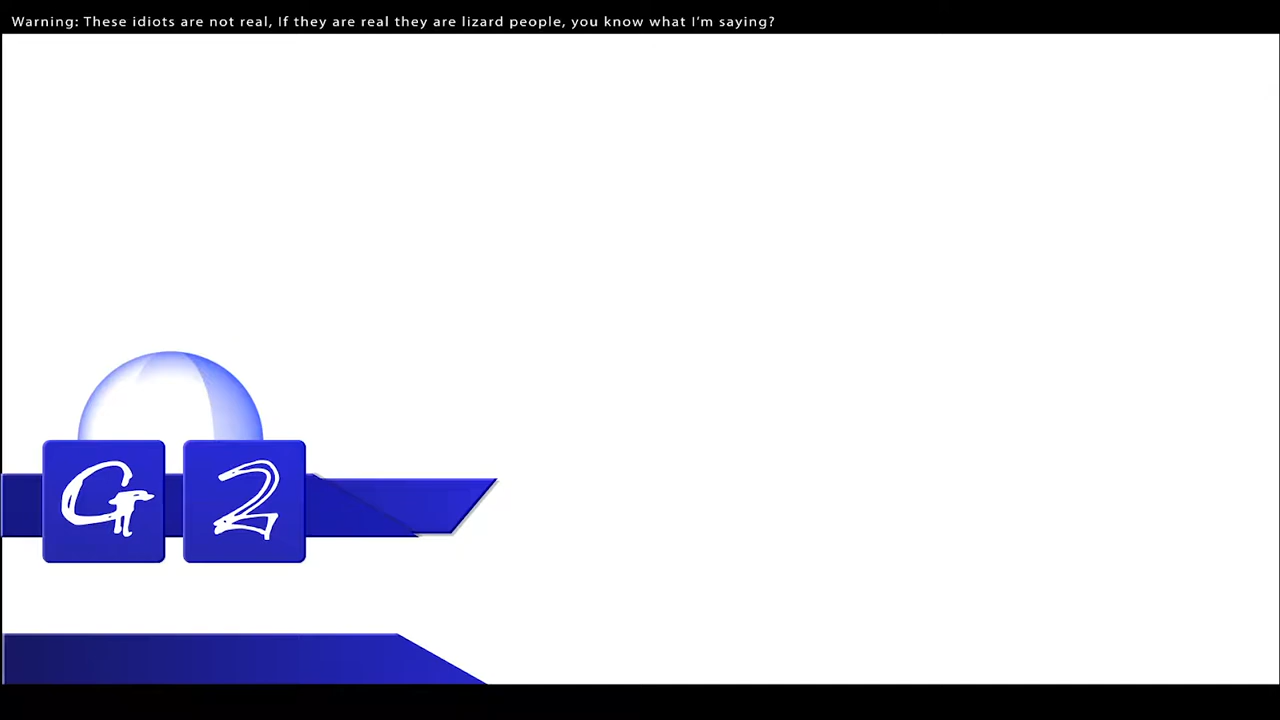 Warning: These idiots are not real, If they are real they are lizard people, you know what I'm saying?
G 2